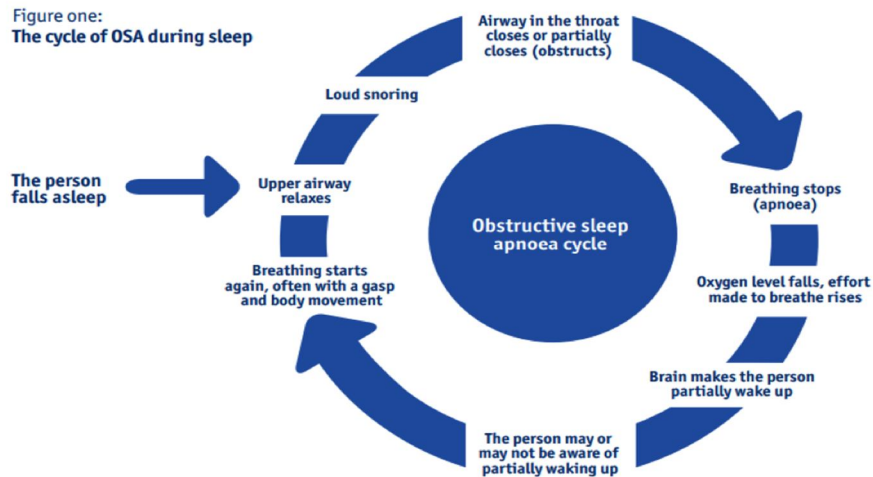 Figure one:
The cycle of OSA during sleep
Airway in the throat
closes or partially
closes (obstructs)
Loud snoring
The person
falls asleep
Upper airway
relaxes
Breathing stops
(apnoea)
Obstructive sleep
apnoea cycle
Breathing starts
again, often with a gasp
and body movement
Oxygen level falls, effort
made to breathe rises
Brain makes the person
partially wake up
The person may or
may not be aware of
partially waking up